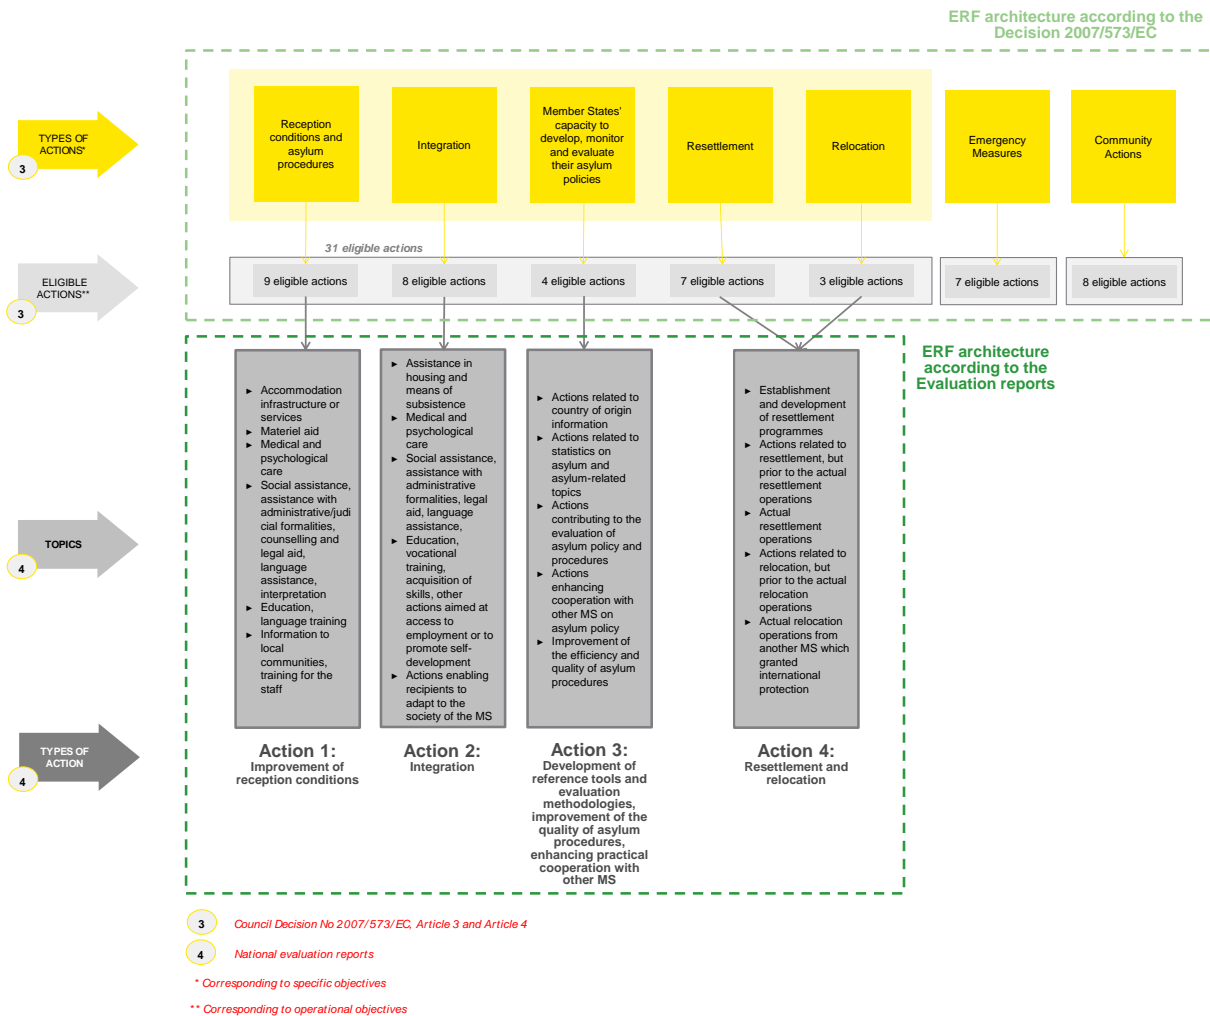 ERF architecture according to the
Decision 2007/573/EC
TYPES OF
ACTIONS*
3
Reception
conditions and
asylum
procedures
Integration
Member States'
capacity to
develop, monitor
and evaluate
their asylum
policies
Resettlement
Relocation
Emergency
Measures
Community
Actions
31 eligible actions
ELIGIBLE
ACTIONS**
3
9 eligible actions
8 eligible actions
4 eligible actions
7 eligible actions
3 eligible actions
7 eligible actions
8 eligible actions
ERF architecture
according to the
Evaluation reports
TOPICS
4
► Accommodation
infrastructure or
services
► Materiel aid
► Medical and
psychological
care
► Social assistance,
assistance with
administrative/judi
cial formalities,
counselling and
legal aid,
language
assistance,
interpretation
► Education,
language training
► Information to
local
communities,
training for the
staff
► Assistance in
housing and
means of
subsistence
► Medical and
psychological
care
► Social assistance,
assistance with
administrative
formalities, legal
aid, language
assistance,
► Education,
vocational
training,
acquisition of
skills, other
actions aimed at
access to
employment or to
promote self-
development
► Actions enabling
recipients to
adapt to the
society of the MS
► Actions related to
country of origin
information
► Actions related to
statistics on
asylum and
asylum-related
topics
► Actions
contributing to the
evaluation of
asylum policy and
procedures
► Actions
enhancing
cooperation with
other MS on
asylum policy
► Improvement of
the efficiency and
quality of asylum
procedures
► Establishment
and development
of resettlement
programmes
► Actions related to
resettlement, but
prior to the actual
resettlement
operations
► Actual
resettlement
operations
► Actions related to
relocation, but
prior to the actual
relocation
operations
► Actual relocation
operations from
another MS which
granted
international
protection
TYPES OF
ACTION
4
Action 1:
Improvement of
reception conditions
Action 2:
Integration
Action 3:
Development of
reference tools and
evaluation
methodologies,
improvement of the
quality of asylum
procedures,
enhancing practical
cooperation with
other MS
Action 4:
Resettlement and
relocation
3 Council Decision No 2007/573/EC, Article 3 and Article 4
4 National evaluation reports
* Corresponding to specific objectives
** Corresponding to operational objectives